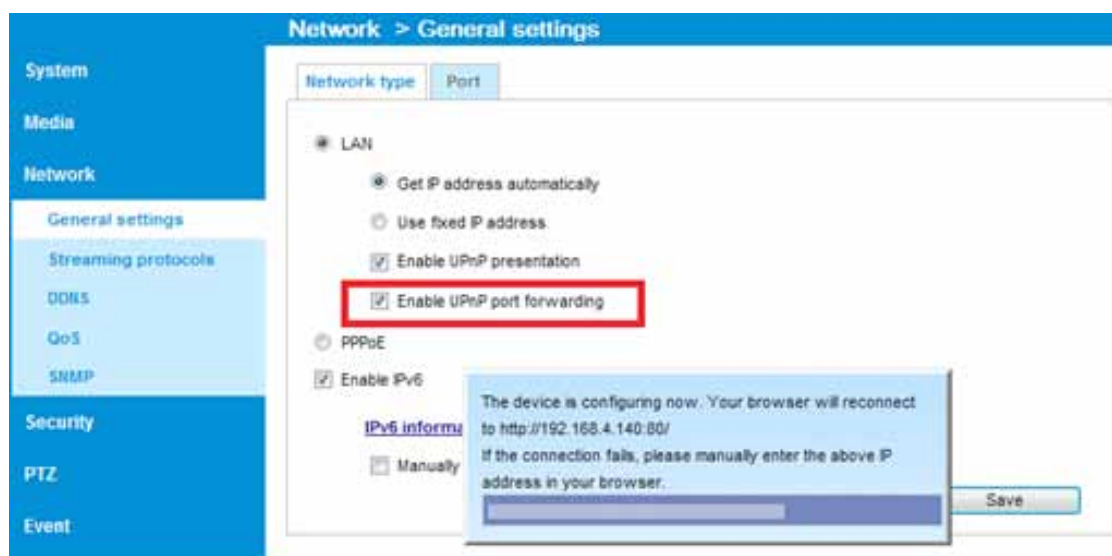 Network > General settings
System
Media
Network
General settings
Streaming protocols
DDNS
QoS
SNMP
Security
PTZ
Event
Network type
Port
LAN
Get IP address automatically
Use fixed IP address
Enable UPnP presentation
Enable UPnP port forwarding
PPPoE
Enable IPv6
IPv6 informa
Manually
The device is configuring now. Your browser will reconnect
to http://192.168.4.140:80/
If the connection fails, please manually enter the above IP
address in your browser.
Save